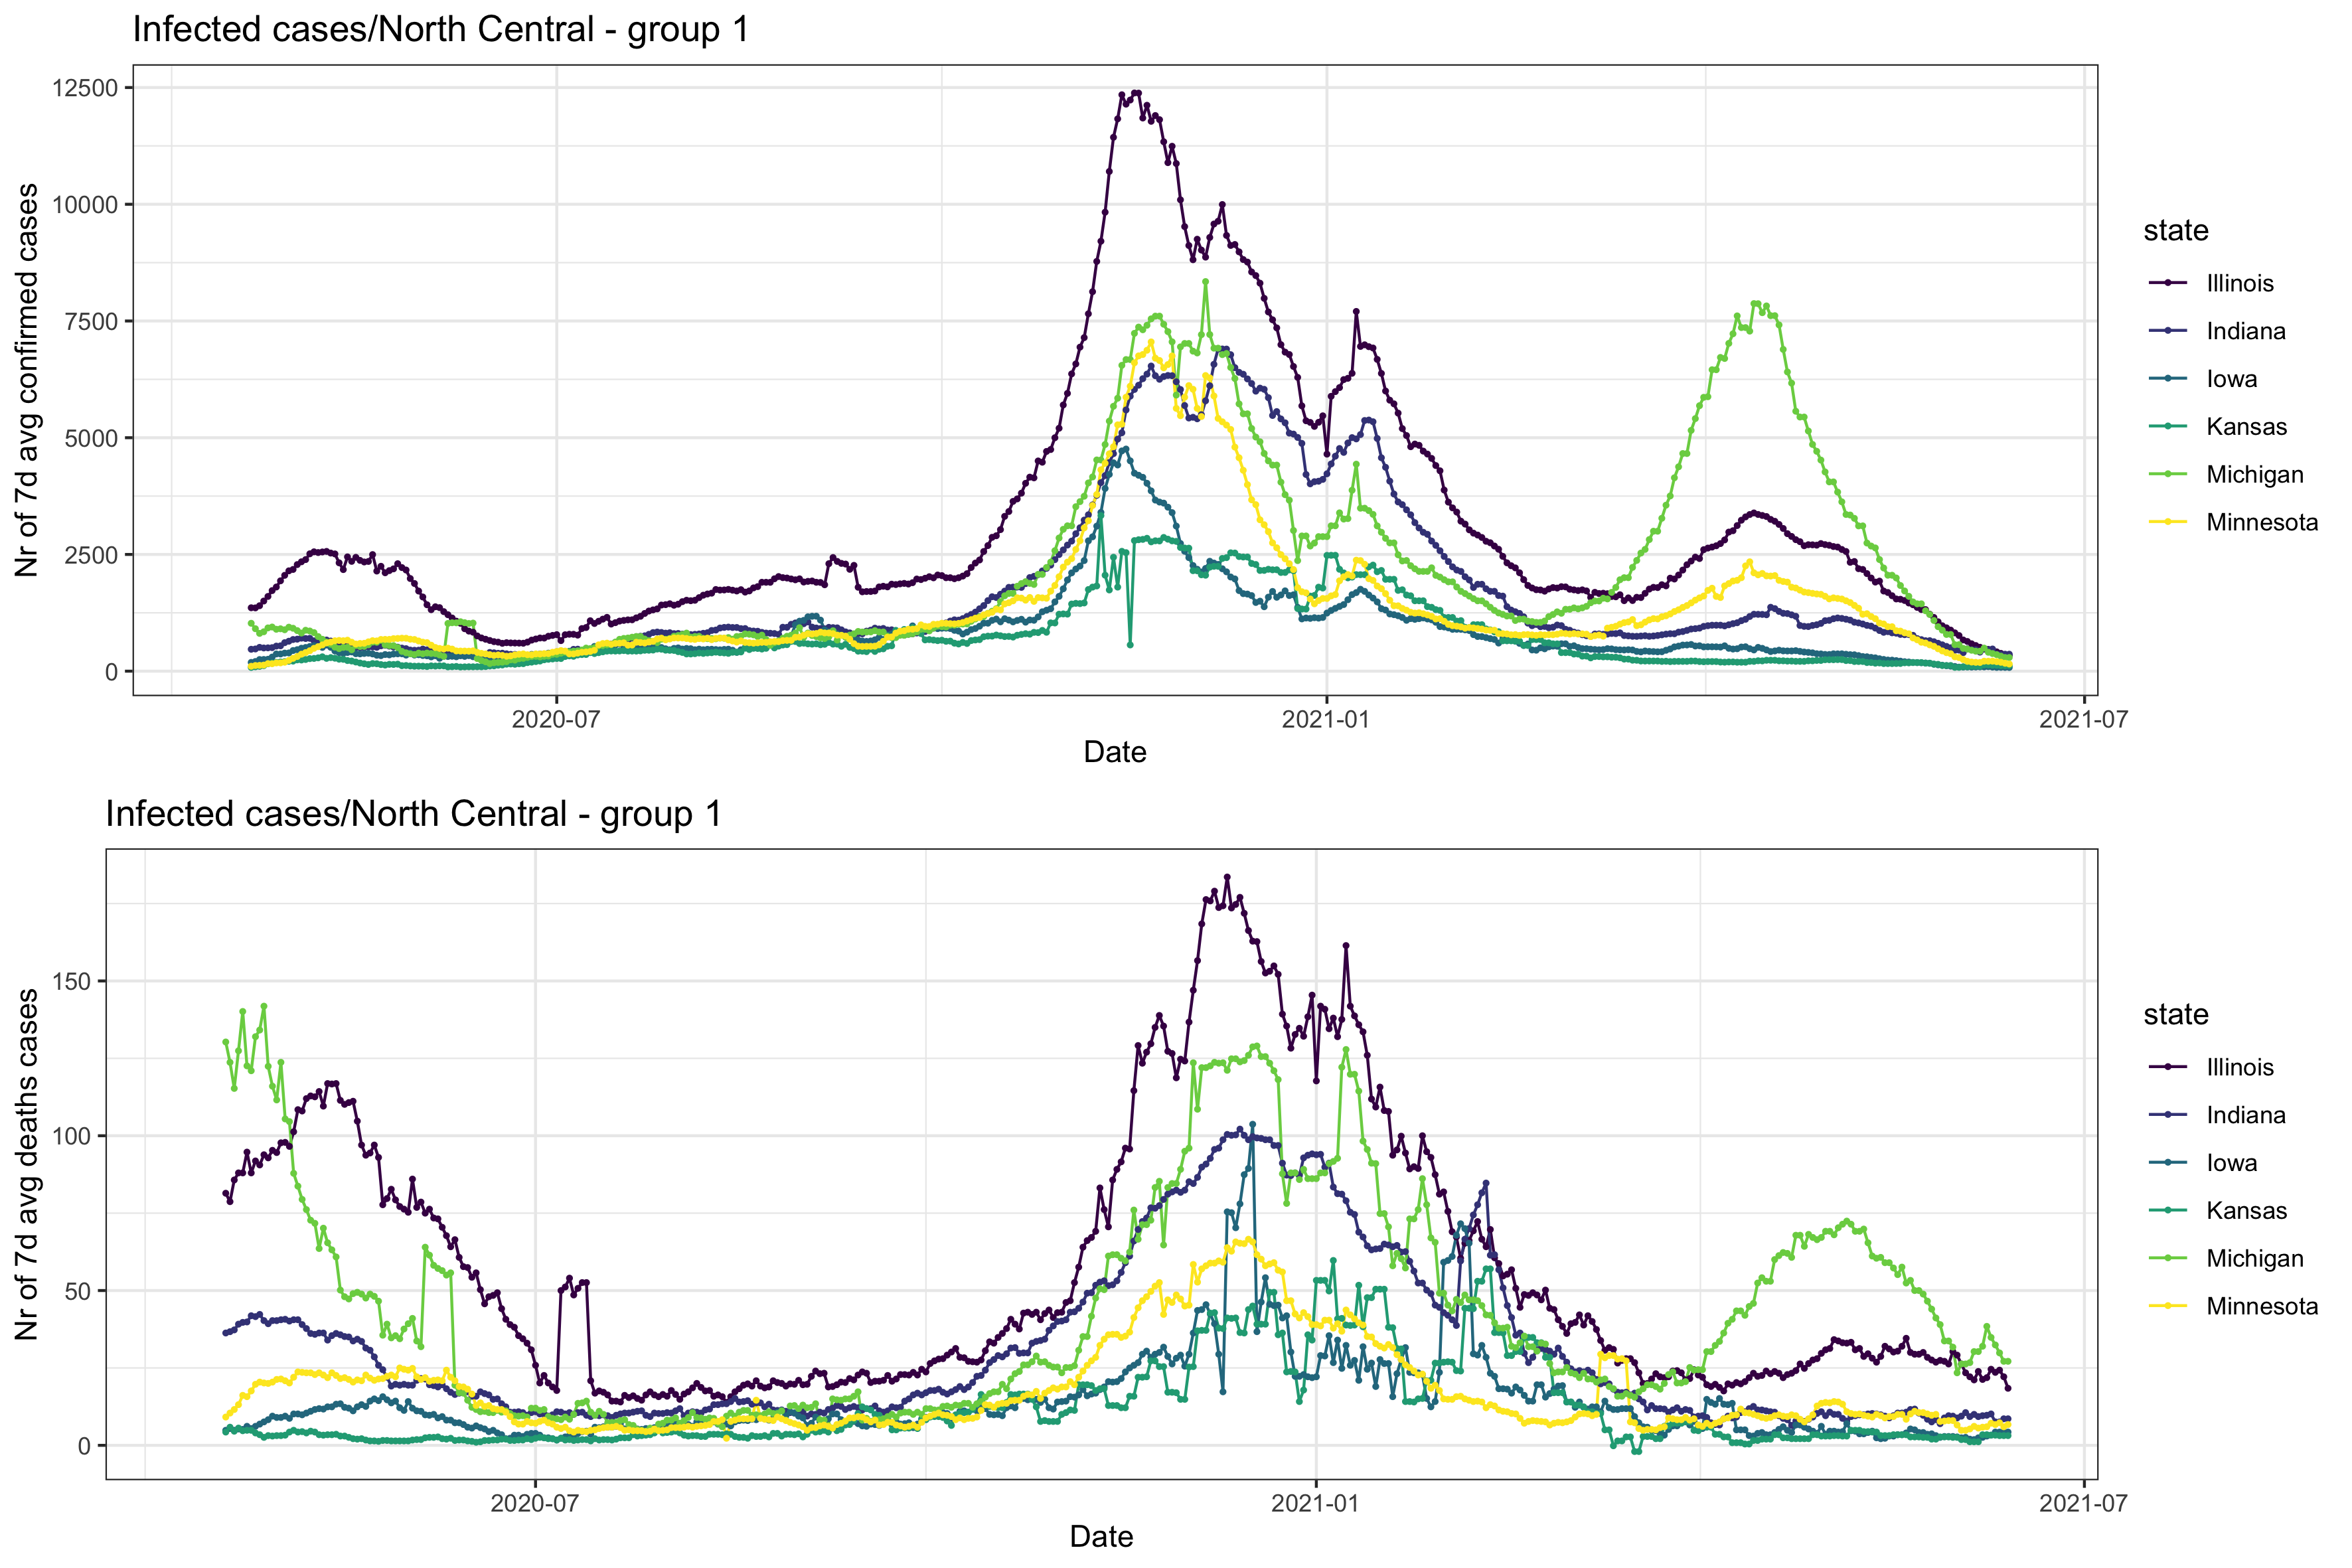 Infected cases/North Central - group 1
Nr of 7d avg confirmed cases
12500
10000
7500
5000
2500
0
2020-07
2021-01
2021-07
Date
state
Illinois
Indiana
Iowa
Kansas
Michigan
Minnesota
Infected cases/North Central - group 1
Nr of 7d avg deaths cases
150
100
50
0
2020-07
2021-01
2021-07
Date
state
Illinois
Indiana
Iowa
Kansas
Michigan
Minnesota